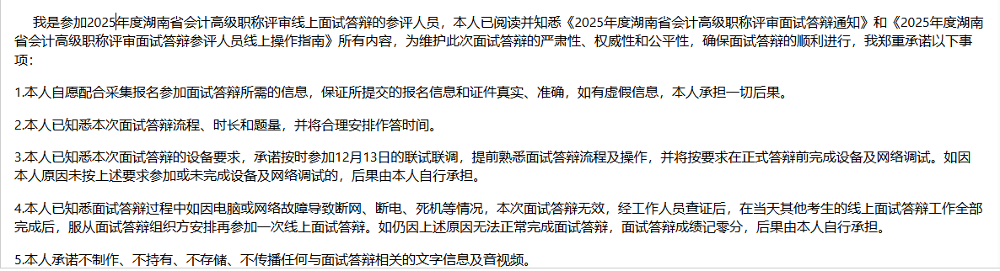 我是参加2025年度湖南省会计高级职称评审线上面试答辩的参评人员，本人已阅读并知悉《2025年度湖南省会计高级职称评审面试答辩通知》和《2025年度湖南
省会计高级职称评审面试答辩参评人员线上操作指南》所有内容，为维护此次面试答辩的严肃性、权威性和公平性，确保面试答辩的顺利进行，我郑重承诺以下事
项：
1.本人自愿配合采集报名参加面试答辩所需的信息，保证所提交的报名信息和证件真实、准确，如有虚假信息，本人承担一切后果。
2.本人已知悉本次面试答辩流程、时长和题量，并将合理安排作答时间。
3.本人已知悉本次面试答辩的设备要求，承诺按时参加12月13日的联试联调，提前熟悉面试答辩流程及操作，并将按要求在正式答辩前完成设备及网络调试。如因
本人原因未按上述要求参加或未完成设备及网络调试的，后果由本人自行承担。
4.本人已知悉面试答辩过程中如因电脑或网络故障导致断网、断电、死机等情况，本次面试答辩无效，经工作人员查证后，在当天其他考生的线上面试答辩工作全部
完成后，服从面试答辩组织方安排再参加一次线上面试答辩。如仍因上述原因无法正常完成面试答辩，面试答辩成绩记零分，后果由本人自行承担。
5.本人承诺不制作、不持有、不存储、不传播任何与面试答辩相关的文字信息及音视频。